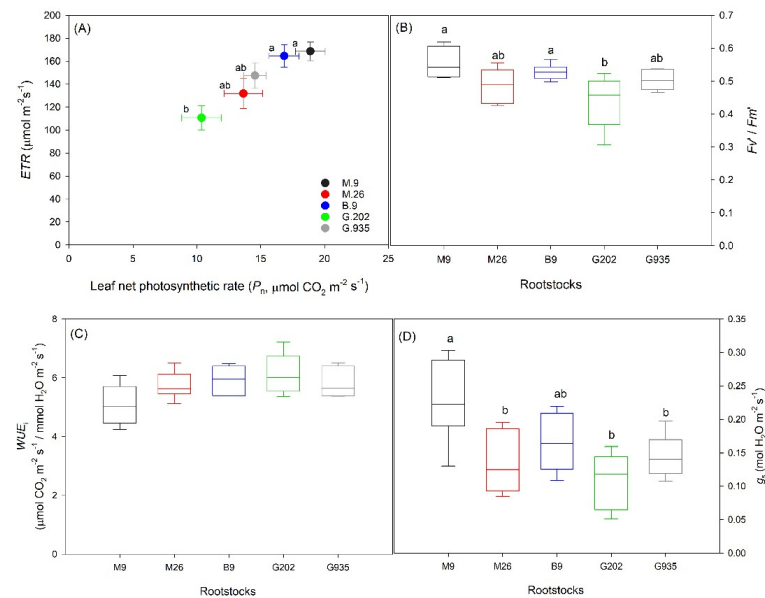 (A)
200
180
160
140
120
100
80
60
40
20
0
ETR (μmol m⁻²s⁻¹)
a
a
ab
ab
b
M.9
M.26
B.9
G.202
G.935
0 5 10 15 20 25
Leaf net photosynthetic rate (Pn, μmol CO₂ m⁻² s⁻¹)
(B)
a
ab
a
b
ab
0.7
0.6
0.5
0.4
0.3
0.2
0.1
0.0
Fv' / Fm'
M9 M26 B9 G202 G935
Rootstocks
(C)
8
6
4
2
0
WUEi
(μmol CO₂ m⁻² s⁻¹ / mmol H₂O m⁻² s⁻¹)
M9 M26 B9 G202 G935
Rootstocks
(D)
a
b
ab
b
b
0.35
0.30
0.25
0.20
0.15
0.10
0.05
0.00
gs (mol H₂O m⁻² s⁻¹)
M9 M26 B9 G202 G935
Rootstocks